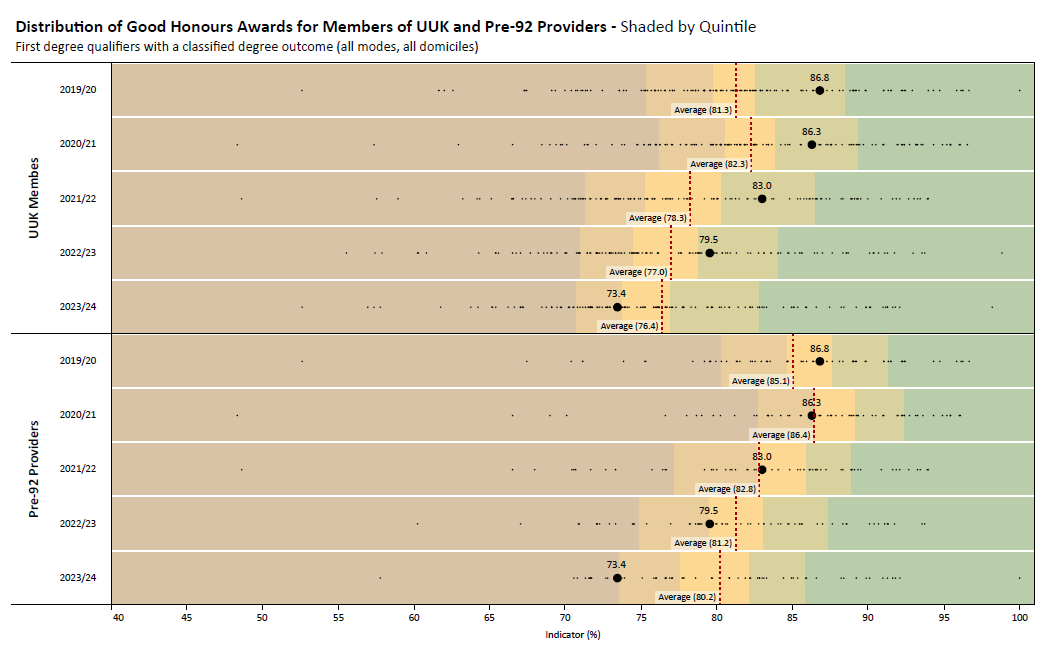 Distribution of Good Honours Awards for Members of UUK and Pre-92 Providers - Shaded by Quintile
First degree qualifiers with a classified degree outcome (all modes, all domiciles)
UUK Membes
2019/20
86.8
Average (81.3)
2020/21
86.3
Average (82.3)
2021/22
83.0
Average (78.3)
2022/23
79.5
Average (77.0)
2023/24
73.4
Average (76.4)
Pre-92 Providers
2019/20
86.8
Average (85.1)
2020/21
86.3
Average (86.4)
2021/22
83.0
Average (82.8)
2022/23
79.5
Average (81.2)
2023/24
73.4
Average (80.2)
40 45 50 55 60 65 70 75 80 85 90 95 100
Indicator (%)